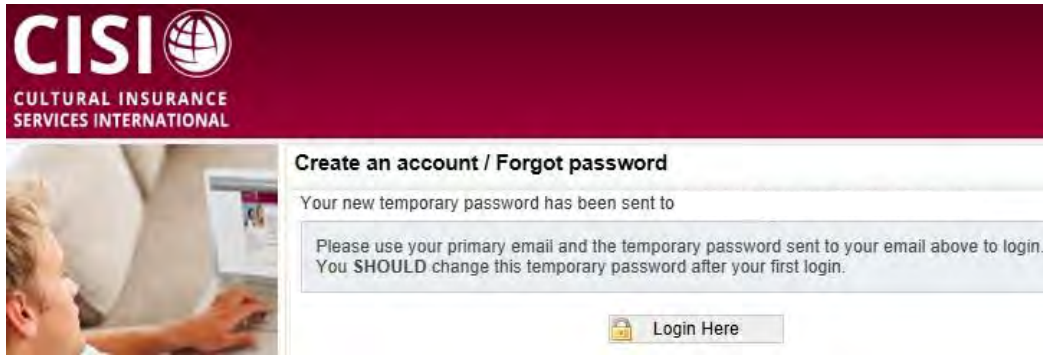 CISI
CULTURAL INSURANCE
SERVICES INTERNATIONAL
Create an account / Forgot password
Your new temporary password has been sent to
Please use your primary email and the temporary password sent to your email above to login.
You SHOULD change this temporary password after your first login.
Login Here